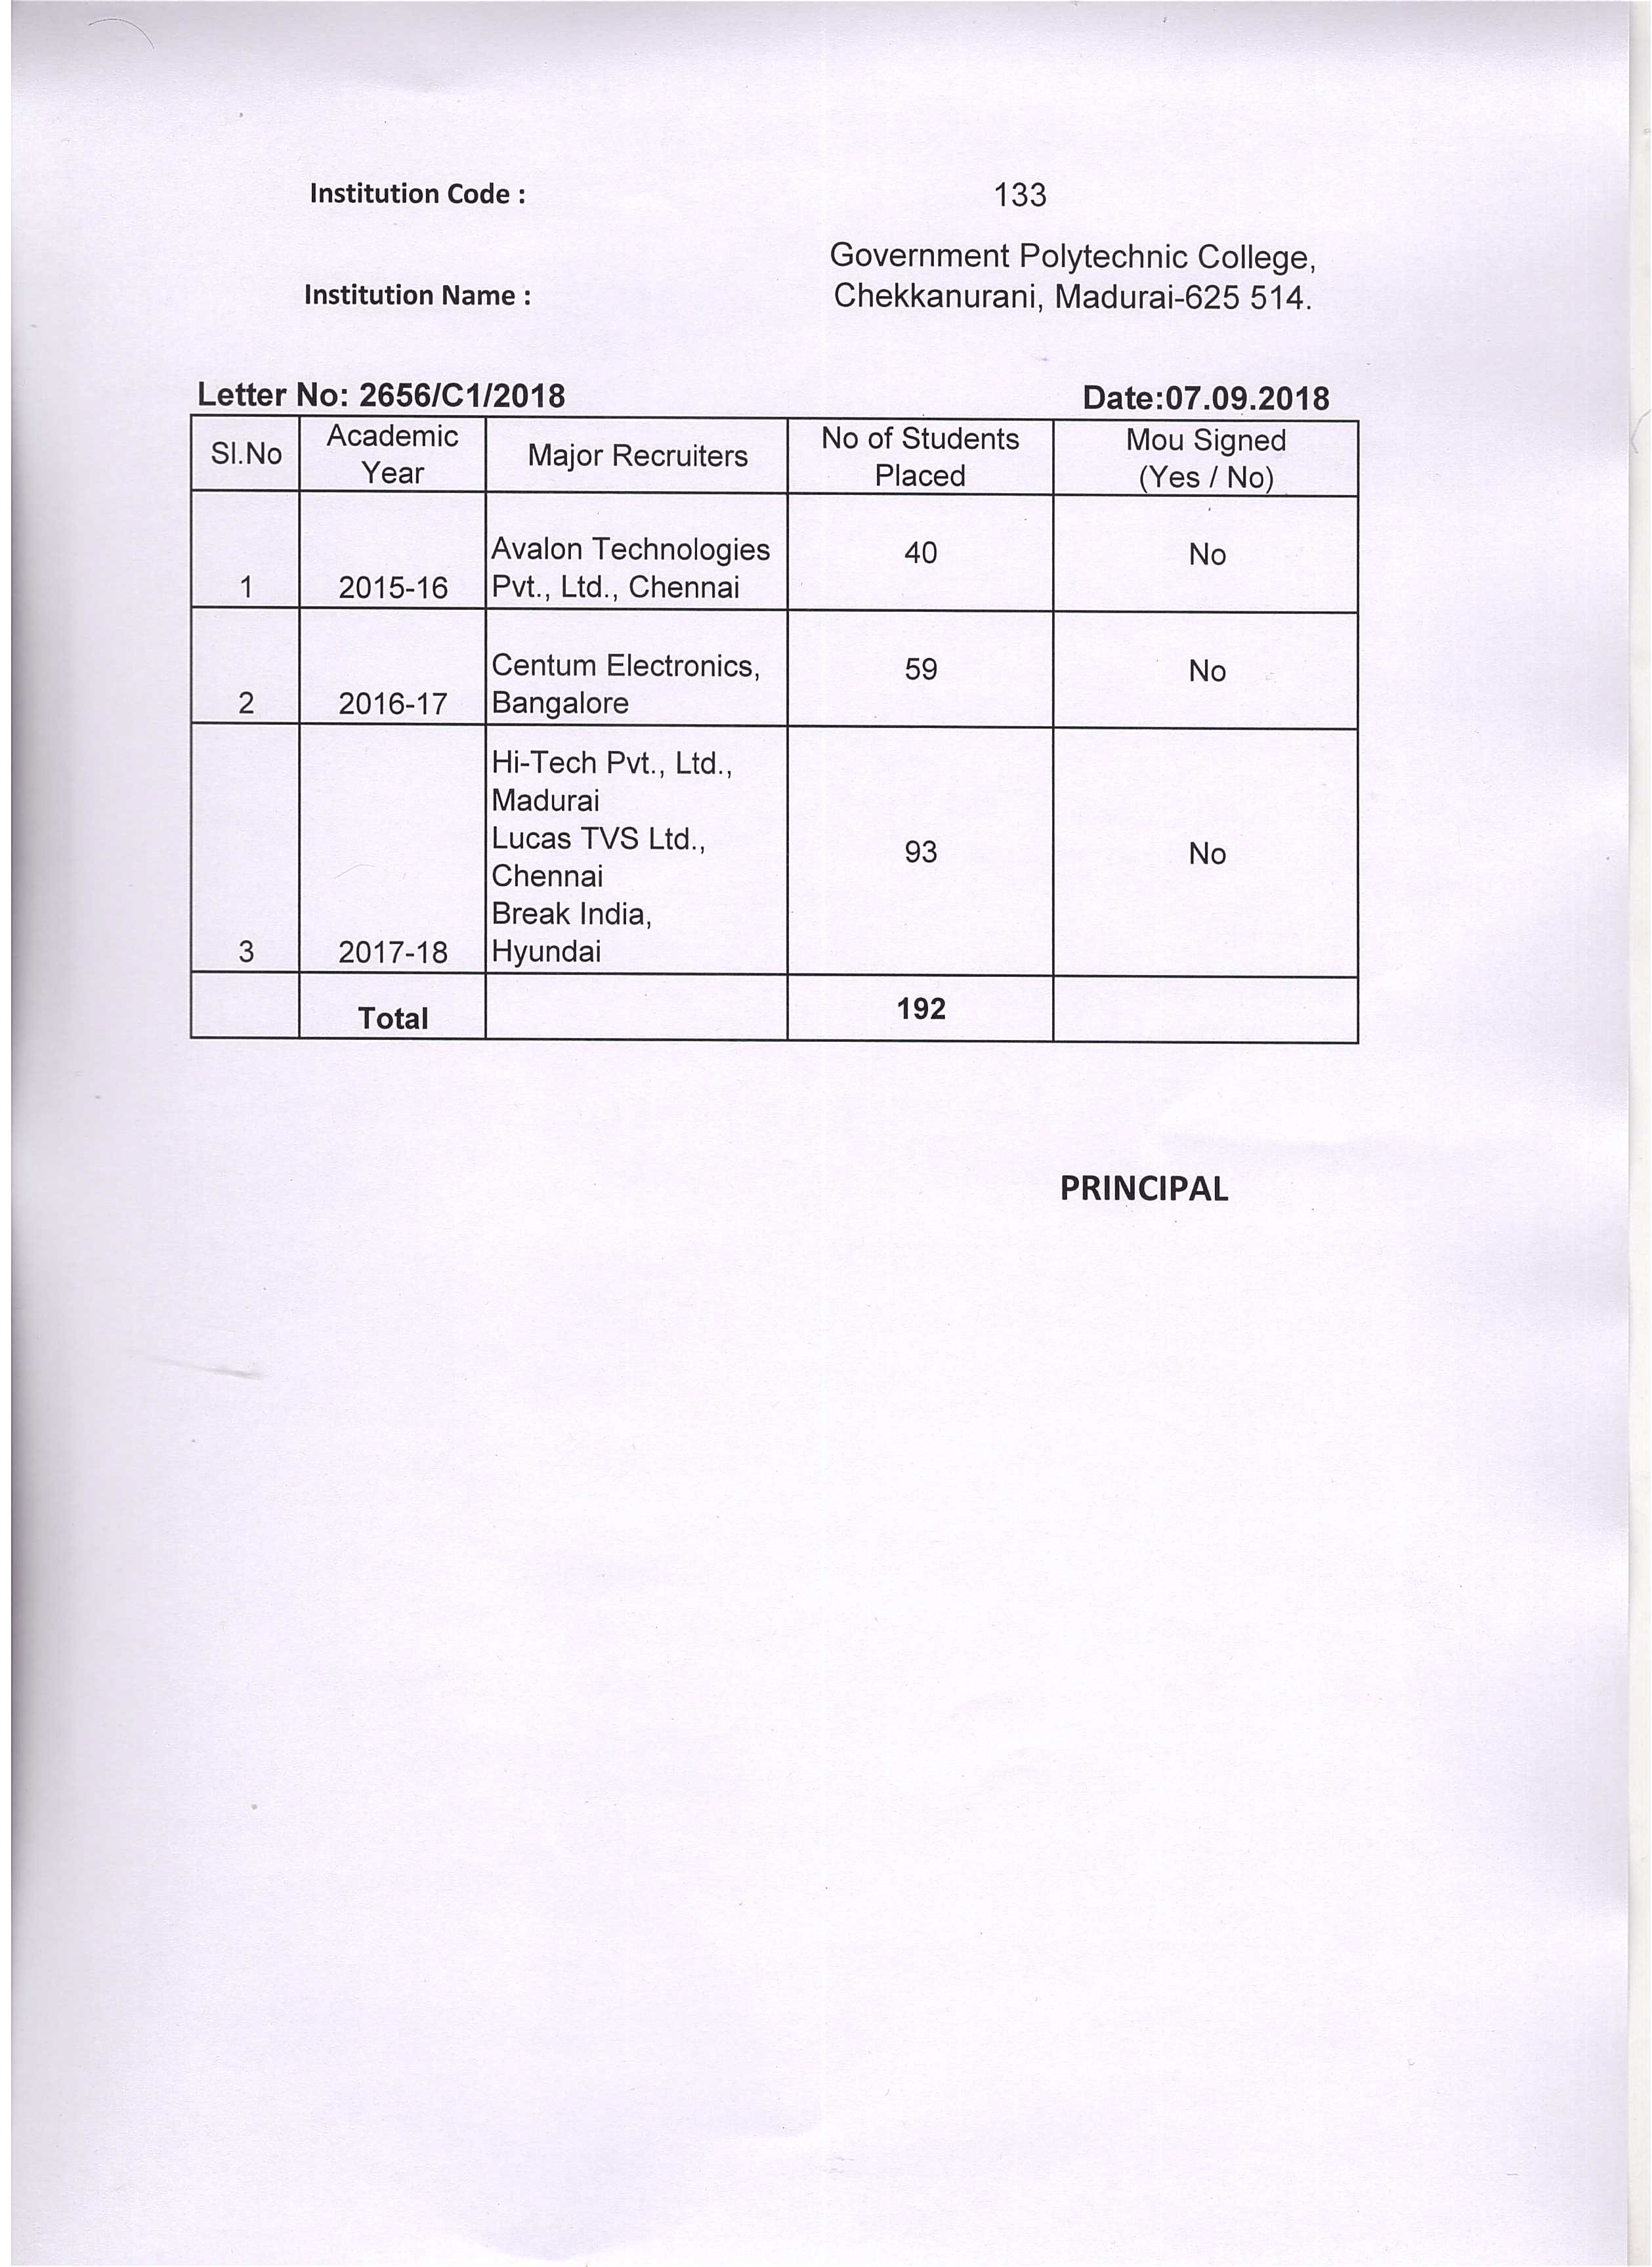 Institution Code :
133
Government Polytechnic College,
Institution Name :
Chekkanurani, Madurai-625 514.
Letter No: 2656/C1/2018
Date:07.09.2018
Sl.No
Academic
Year
Major Recruiters
No of Students
Placed
Mou Signed
(Yes / No)
1
2015-16
Avalon Technologies
Pvt., Ltd., Chennai
40
No
2
2016-17
Centum Electronics,
Bangalore
59
No
3
2017-18
Hi-Tech Pvt., Ltd.,
Madurai
Lucas TVS Ltd.,
Chennai
Break India,
Hyundai
93
No
Total
192
PRINCIPAL